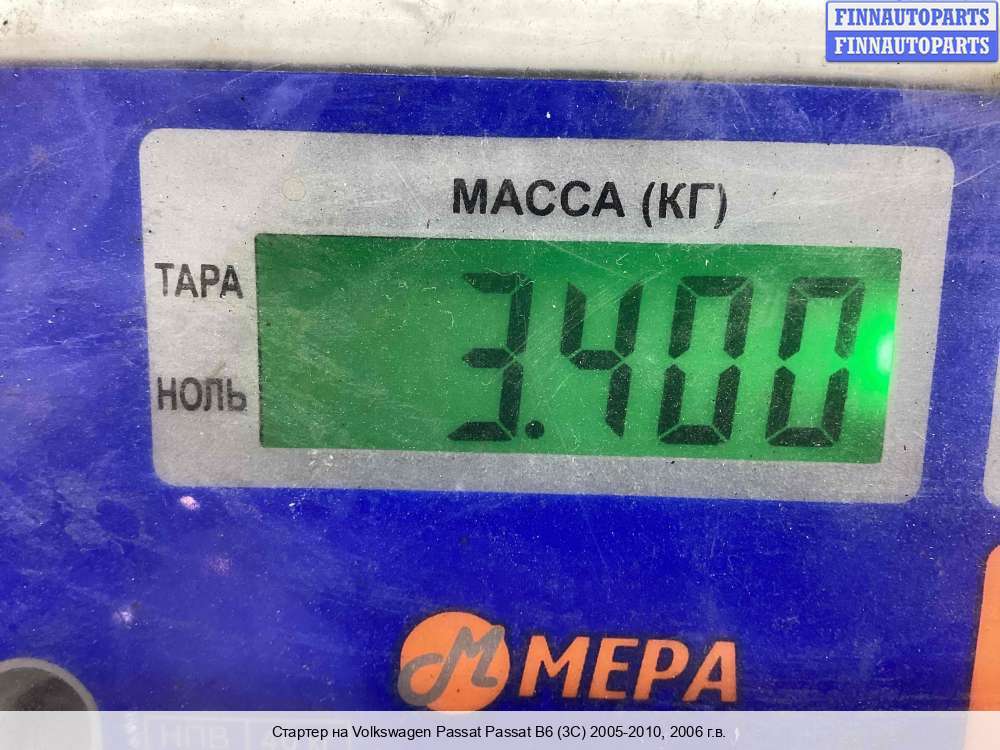 FINNAUTOPARTS
FINNAUTOPARTS
МАССА (КГ)
ТАРА
3.400
НОЛЬ
МЕРА
НПВ
Стартер на Volkswagen Passat Passat B6 (3C) 2005-2010, 2006 г.в.